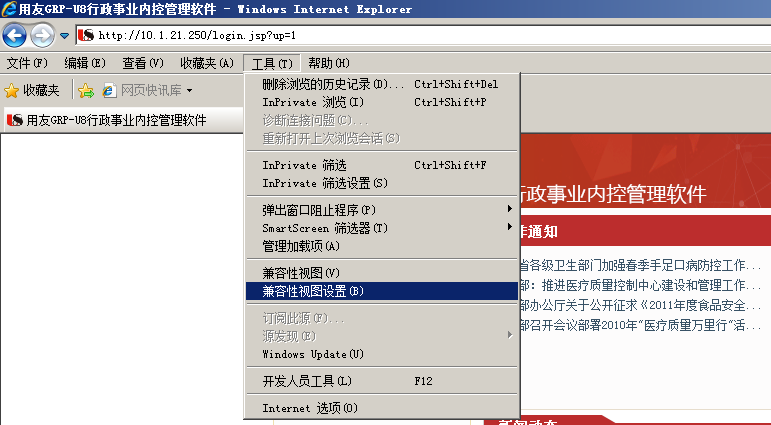 用友GRP-U8行政事业内控管理软件 - Windows Internet Explorer
http://10.1.21.250/login.jsp?up=1
文件(F) 编辑(E) 查看(V) 收藏夹(A) 工具(T) 帮助(H)
收藏夹 网页快讯库
用友GRP-U8行政事业内控管理软件
删除浏览的历史记录(D)... Ctrl+Shift+Del
InPrivate 浏览(I) Ctrl+Shift+P
诊断连接问题(C)...
重新打开上次浏览会话(S)
InPrivate 筛选 Ctrl+Shift+F
InPrivate 筛选设置(S)
弹出窗口阻止程序(P)
SmartScreen 筛选器(T)
管理加载项(A)
兼容性视图(V)
兼容性视图设置(B)
订阅此源(F)...
源发现(E)
Windows Update(U)
开发人员工具(L) F12
Internet 选项(O)
行政事业内控管理软件
件通知
省各级卫生部门加强春季手足口病防控工作...
部：推进医疗质量控制中心建设和管理工作...
部办公厅关于公开征求《2011年度食品安全...
部召开会议部署2010年“医疗质量万里行”活...
新闻动态